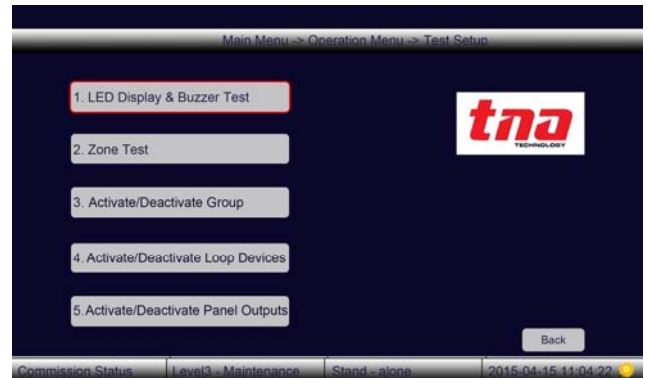 Main Menu -> Operation Menu -> Test Setup
1. LED Display & Buzzer Test
tna
TECHNOLOGY
2. Zone Test
3. Activate/Deactivate Group
4. Activate/Deactivate Loop Devices
5.Activate/Deactivate Panel Outputs
Back
Commission Status Level3 - Maintenance Stand - alone 2015-04-15 11:04:22